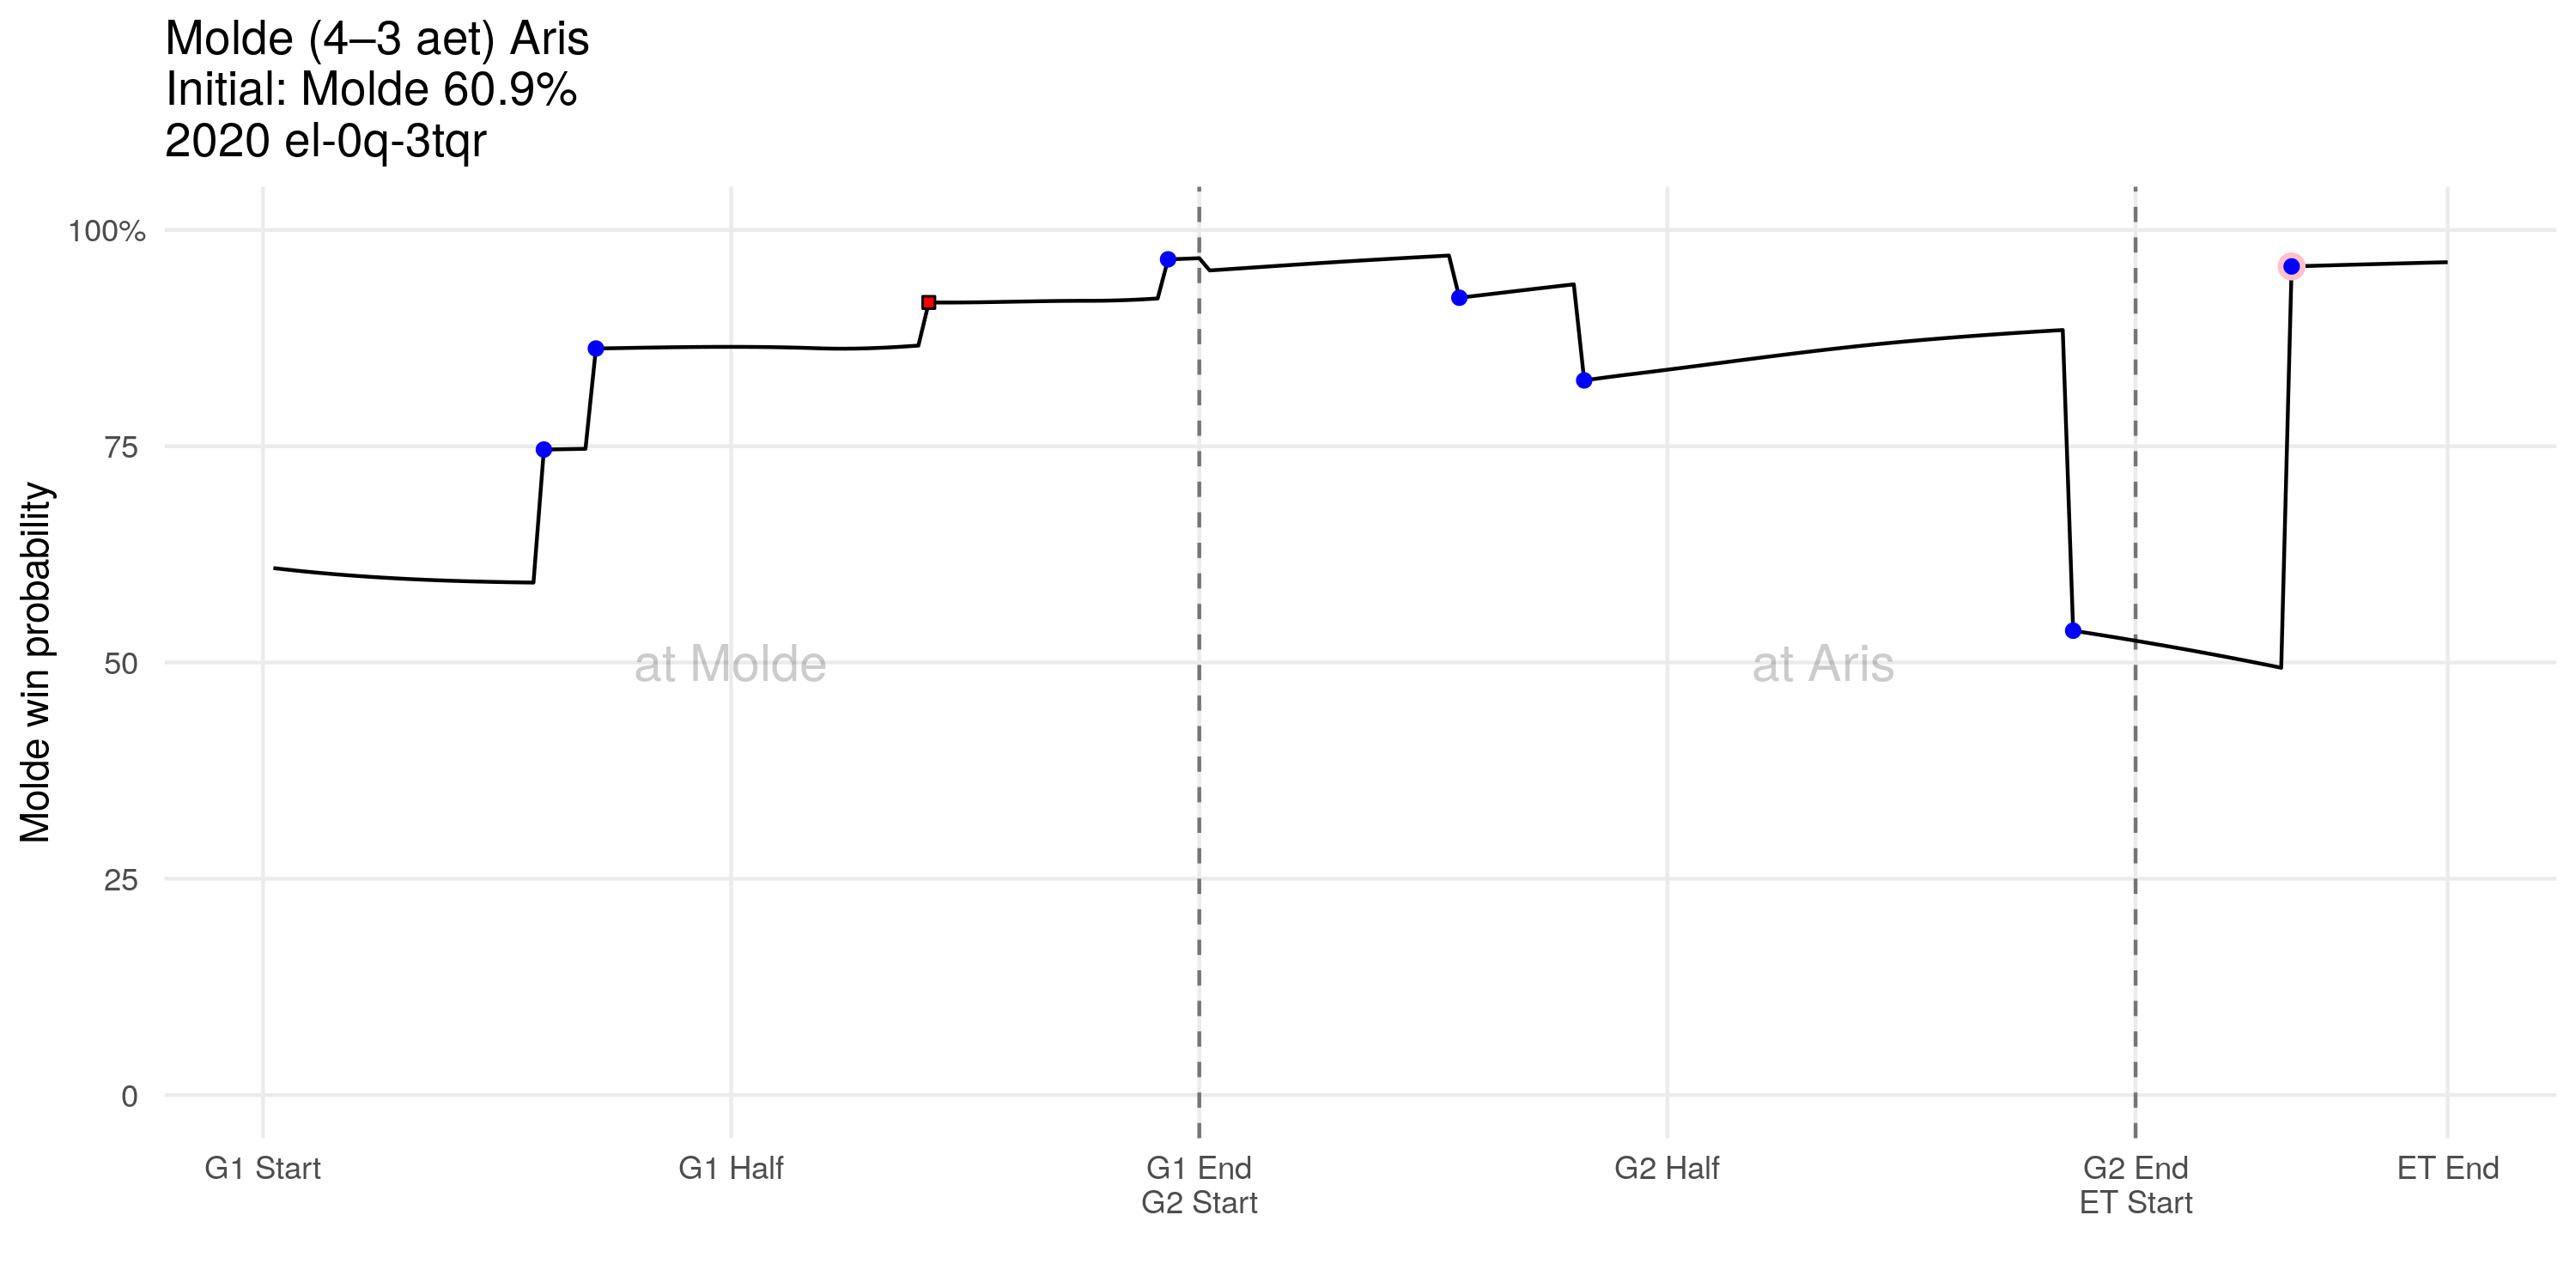 Molde (4–3 aet) Aris
Initial: Molde 60.9%
2020 el-0q-3tqr
Molde win probability
100%
75
50
25
0
at Molde
at Aris
G1 Start
G1 Half
G1 End
G2 Start
G2 Half
G2 End
ET Start
ET End